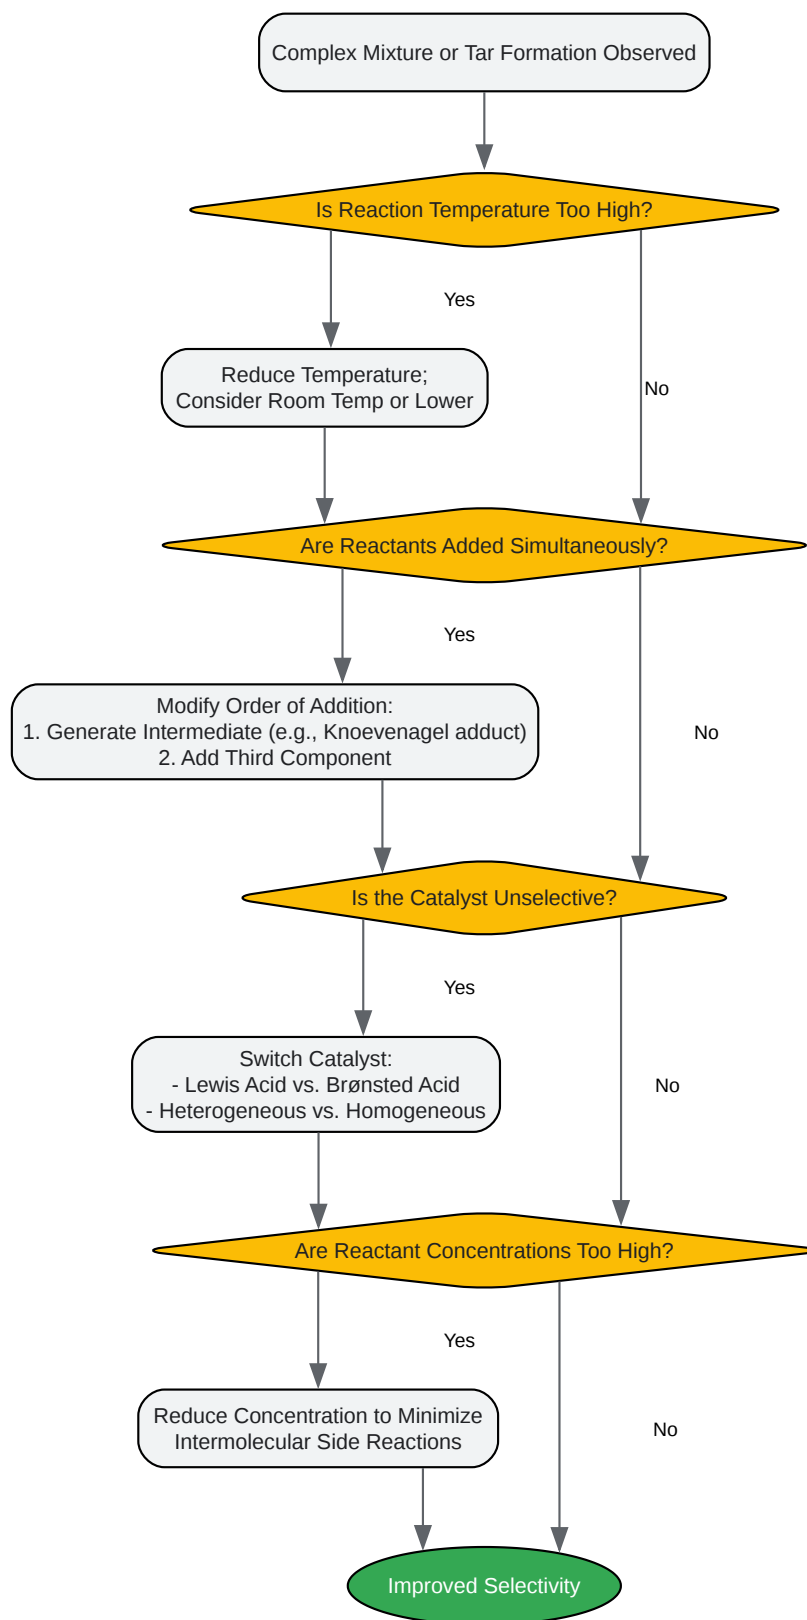 Complex Mixture or Tar Formation Observed
Is Reaction Temperature Too High?
Yes
Reduce Temperature;
Consider Room Temp or Lower
No
Are Reactants Added Simultaneously?
Yes
Modify Order of Addition:
1. Generate Intermediate (e.g., Knoevenagel adduct)
2. Add Third Component
No
Is the Catalyst Unselective?
Yes
Switch Catalyst:
- Lewis Acid vs. Brønsted Acid
- Heterogeneous vs. Homogeneous
No
Are Reactant Concentrations Too High?
Yes
Reduce Concentration to Minimize
Intermolecular Side Reactions
No
Improved Selectivity